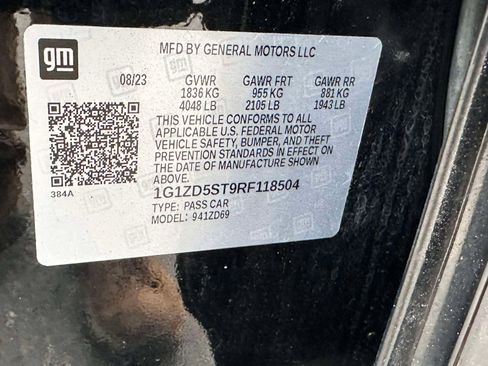 gm
MFD BY GENERAL MOTORS LLC
08/23 GVWR GAWR FRT GAWR RR
1836 KG 955 KG 881 KG
4048 LB 2105 LB 1943 LB
THIS VEHICLE CONFORMS TO ALL
APPLICABLE U.S. FEDERAL MOTOR
VEHICLE SAFETY, BUMPER, AND THEFT
PREVENTION STANDARDS IN EFFECT ON
THE DATE OF MANUFACTURE SHOWN
ABOVE.
384A
1G1ZD5ST9RF118504
TYPE: PASS CAR
MODEL: 941ZD69